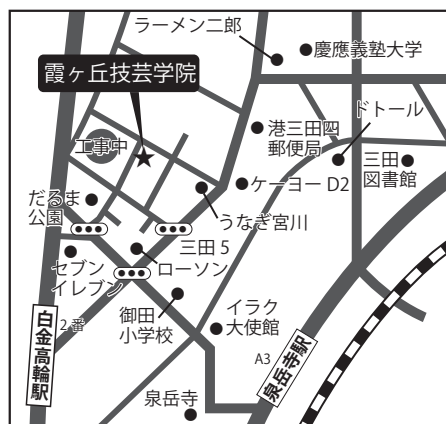 ラーメン二郎
慶應義塾大学
霞ヶ丘技芸学院
ドトール
港三田四
郵便局
工事中
三田
図書館
ケーヨーD2
だるま
公園
うなぎ宮川
三田5
セブン
イレブン
ローソン
御田
小学校
イラク
大使館
2番
白金高輪駅
A3
泉岳寺駅
泉岳寺